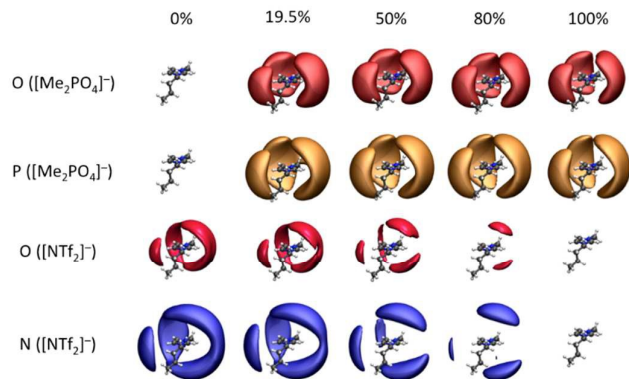 0% 19.5% 50% 80% 100%
O ([Me₂PO₄]⁻)
P ([Me₂PO₄]⁻)
O ([NTf₂]⁻)
N ([NTf₂]⁻)